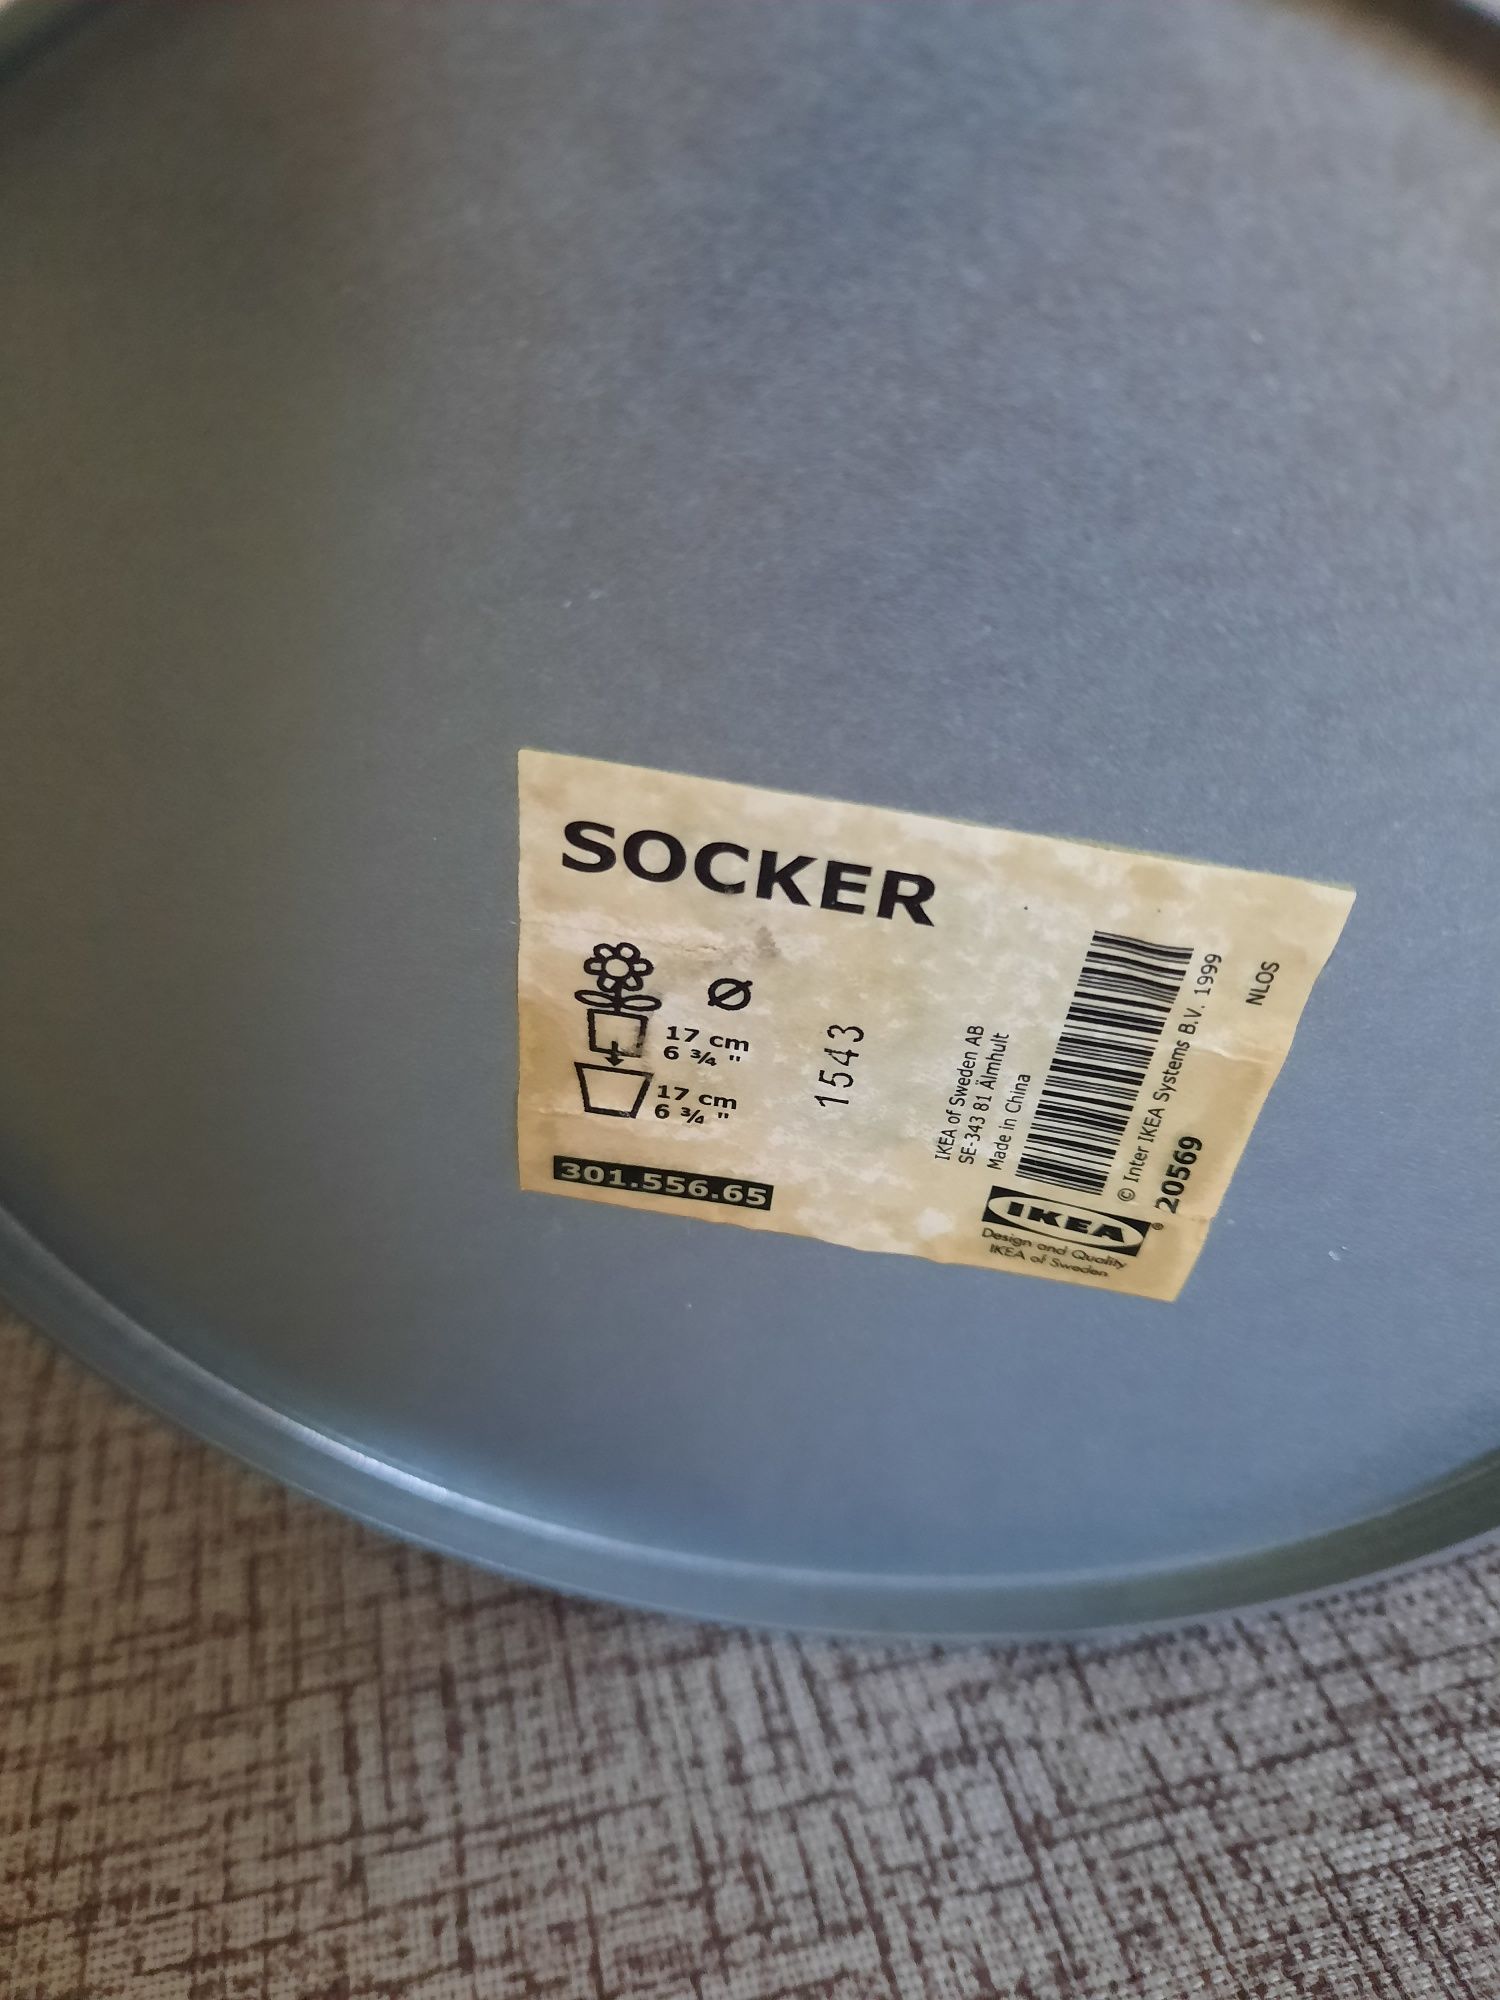 SOCKER
Ø
17 cm
6 ¾ "
17 cm
6 ¾ "
301.556.65
1543
IKEA of Sweden AB
SE-343 81 Älmhult
Made in China
© Inter IKEA Systems B.V. 1999
20569
NLOS
IKEA®
Design and Quality
IKEA of Sweden